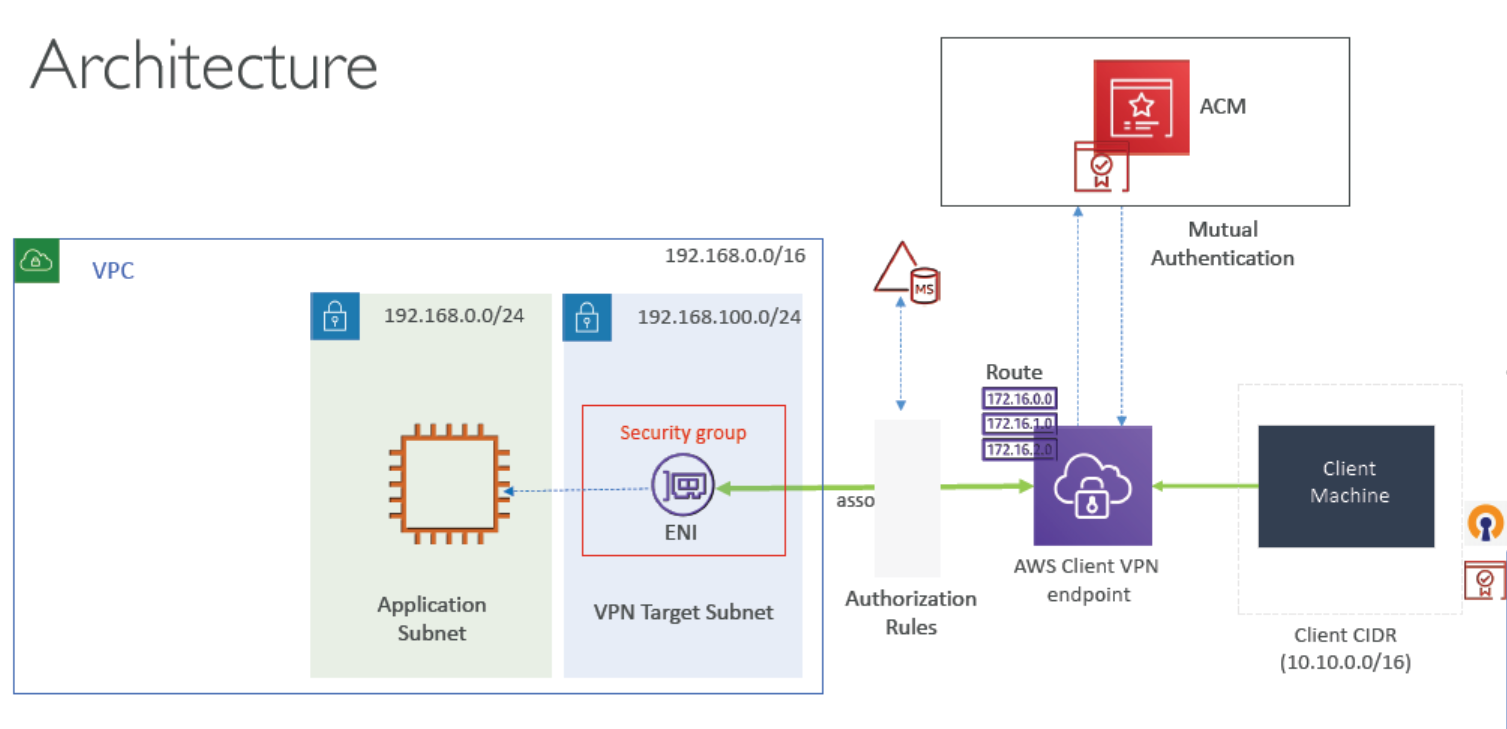 Architecture
ACM
Mutual
Authentication
VPC
192.168.0.0/16
192.168.0.0/24
192.168.100.0/24
MS
Route
172.16.0.0
172.16.1.0
172.16.2.0
Security group
ENI
asso
Client
Machine
AWS Client VPN
endpoint
Application
Subnet
VPN Target Subnet
Authorization
Rules
Client CIDR
(10.10.0.0/16)